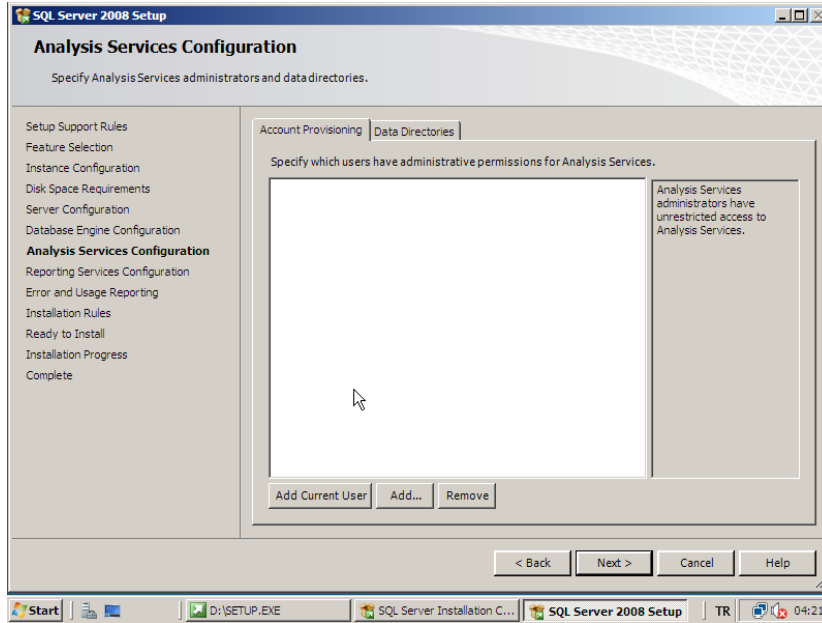 SQL Server 2008 Setup
Analysis Services Configuration
Specify Analysis Services administrators and data directories.
Setup Support Rules
Feature Selection
Instance Configuration
Disk Space Requirements
Server Configuration
Database Engine Configuration
Analysis Services Configuration
Reporting Services Configuration
Error and Usage Reporting
Installation Rules
Ready to Install
Installation Progress
Complete
Account Provisioning
Data Directories
Specify which users have administrative permissions for Analysis Services.
Analysis Services
administrators have
unrestricted access to
Analysis Services.
Add Current User
Add...
Remove
< Back
Next >
Cancel
Help
Start
D:\SETUP.EXE
SQL Server Installation C...
SQL Server 2008 Setup
TR
04:21